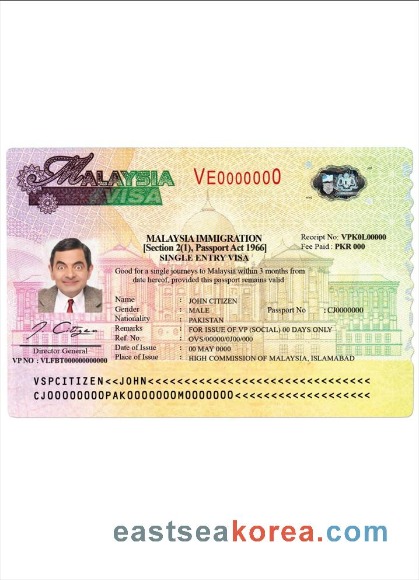 MALAYSIA
VISA
VE0000000
MALAYSIA IMMIGRATION
[Section 2(1), Passport Act 1966]
SINGLE ENTRY VISA
Receipt No: VPK0L00000
Fee Paid: PKR 000
Good for a single journeys to Malaysia within 3 months from
date hereof, provided this passport remains valid
Name : JOHN CITIZEN
Gender : MALE Passport No :CJ0000000
Nationality : PAKISTAN
Remarks : FOR ISSUE OF VP (SOCIAL) 00 DAYS ONLY
Ref. No: : OVS/00000/0J00/000
Date of Issue : 00 MAY 0000
Place of Issue : HIGH COMMISSION OF MALAYSIA, ISLAMABAD
J. Citizen
Director General
VP NO : VLFBT000000000000
VSPCITIZEN<<JOHN<<<<<<<<<<<<<<<<<<<<<<<<<<<<
CJ0000000PAK0000000M0000000<<<<<<<<<<<<<<<<<
eastseakorea.com